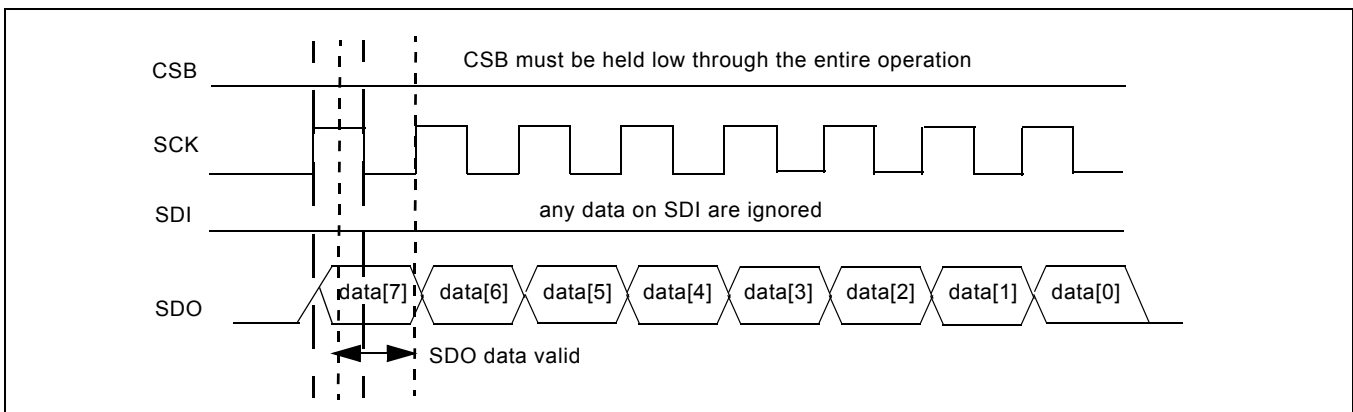 CSB
CSB must be held low through the entire operation
SCK
SDI
any data on SDI are ignored
SDO
data[7] data[6] data[5] data[4] data[3] data[2] data[1] data[0]
SDO data valid